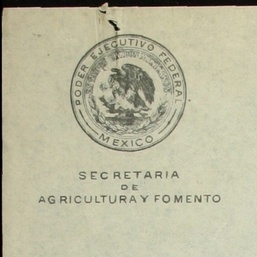 PODER EJECUTIVO FEDERAL
MEXICO
SECRETARIA
DE
AGRICULTURA Y FOMENTO